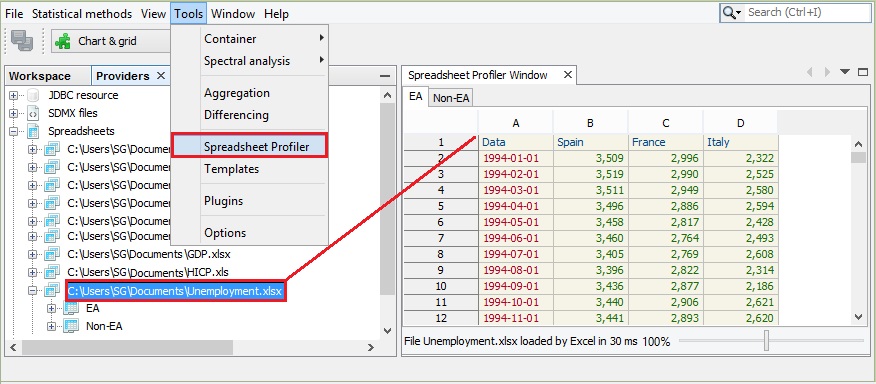 File Statistical methods View Tools Window Help Search (Ctrl+I)
Chart & grid
Container
Spectral analysis
Aggregation
Differencing
Spreadsheet Profiler
Templates
Plugins
Options
Workspace Providers
JDBC resource
SDMX files
Spreadsheets
C:\Users\SG\Docum
C:\Users\SG\Docum
C:\Users\SG\Docum
C:\Users\SG\Docum
C:\Users\SG\Docum
C:\Users\SG\Documents\GDP.xlsx
C:\Users\SG\Documents\HICP.xls
C:\Users\SG\Documents\Unemployment.xlsx
EA
Non-EA
Spreadsheet Profiler Window
EA Non-EA
A B C D
1 Data Spain France Italy
2 1994-01-01 3,509 2,996 2,322
3 1994-02-01 3,519 2,990 2,525
4 1994-03-01 3,511 2,949 2,580
5 1994-04-01 3,496 2,886 2,594
6 1994-05-01 3,458 2,817 2,428
7 1994-06-01 3,460 2,764 2,493
8 1994-07-01 3,405 2,769 2,608
9 1994-08-01 3,396 2,822 2,314
10 1994-09-01 3,436 2,877 2,186
11 1994-10-01 3,440 2,906 2,621
12 1994-11-01 3,441 2,893 2,620
File Unemployment.xlsx loaded by Excel in 30 ms 100%